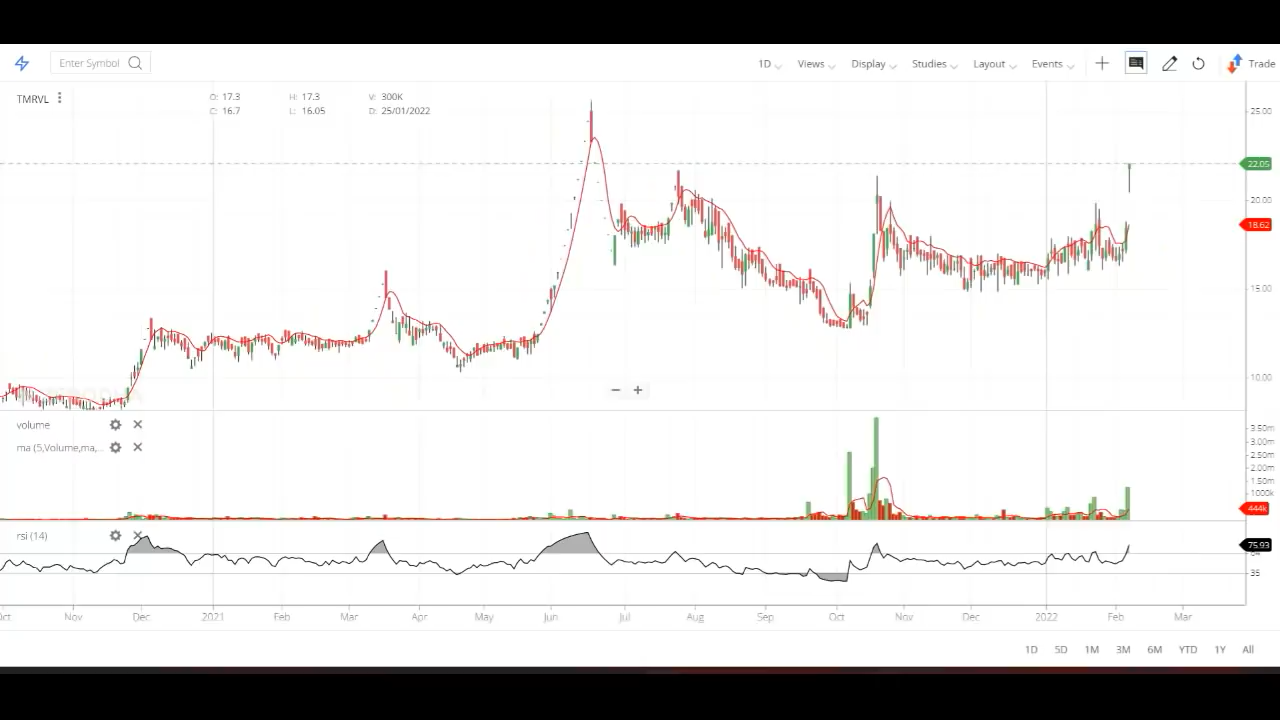 Enter Symbol
1D Views Display Studies Layout Events Trade
TMRVL
O: 17.3 H: 17.3 V: 300K
C: 16.7 L: 16.05 D: 25/01/2022
25.00
22.05
20.00
18.62
15.00
10.00
volume
ma (5,Volume,ma,...
3.50m
3.00m
2.50m
2.00m
1.50m
1000k
444k
rsi (14)
75.93
35
Nov Dec 2021 Feb Mar Apr May Jun Jul Aug Sep Oct Nov Dec 2022 Feb Mar
1D 5D 1M 3M 6M YTD 1Y All